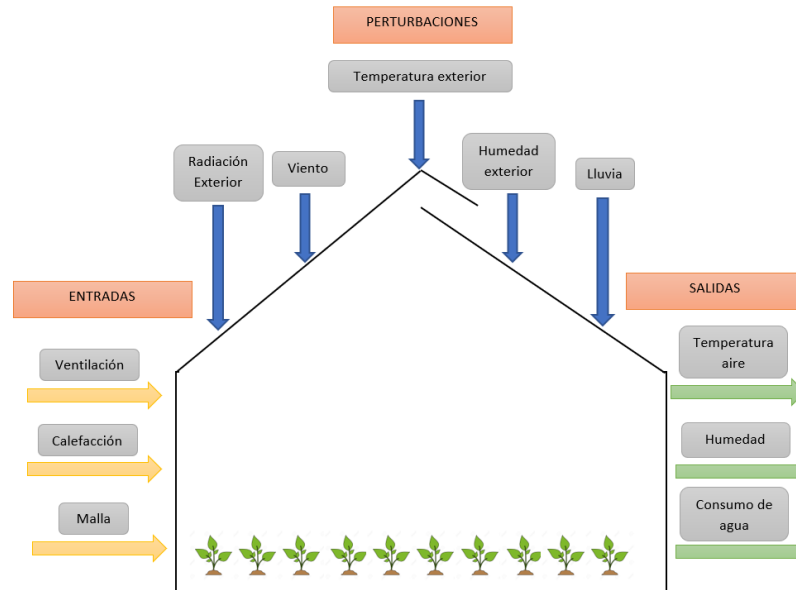 PERTURBACIONES
Temperatura exterior
Radiación
Exterior
Viento
Humedad
exterior
Lluvia
ENTRADAS
Ventilación
Calefacción
Malla
SALIDAS
Temperatura
aire
Humedad
Consumo de
agua